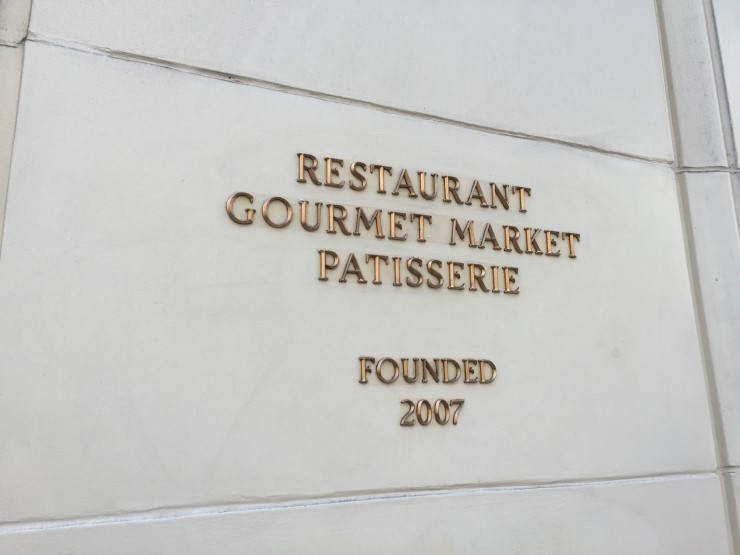 RESTAURANT
GOURMET MARKET
PATISSERIE
FOUNDED
2007